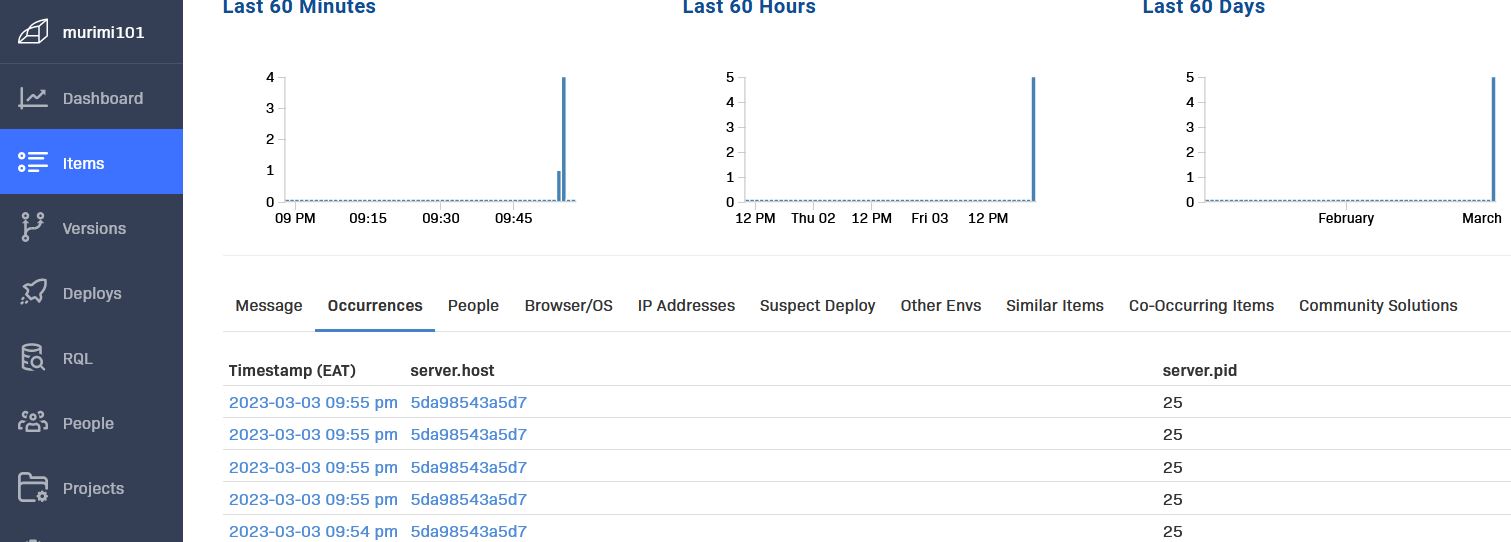 murimi101
Dashboard
Items
Versions
Deploys
RQL
People
Projects
Last 60 Minutes
4
3
2
1
0
09 PM 09:15 09:30 09:45
Last 60 Hours
5
4
3
2
1
0
12 PM Thu 02 12 PM Fri 03 12 PM
Last 60 Days
5
4
3
2
1
0
February March
Message Occurrences People Browser/OS IP Addresses Suspect Deploy Other Envs Similar Items Co-Occurring Items Community Solutions
Timestamp (EAT) server.host server.pid
2023-03-03 09:55 pm 5da98543a5d7 25
2023-03-03 09:55 pm 5da98543a5d7 25
2023-03-03 09:55 pm 5da98543a5d7 25
2023-03-03 09:55 pm 5da98543a5d7 25
2023-03-03 09:54 pm 5da98543a5d7 25